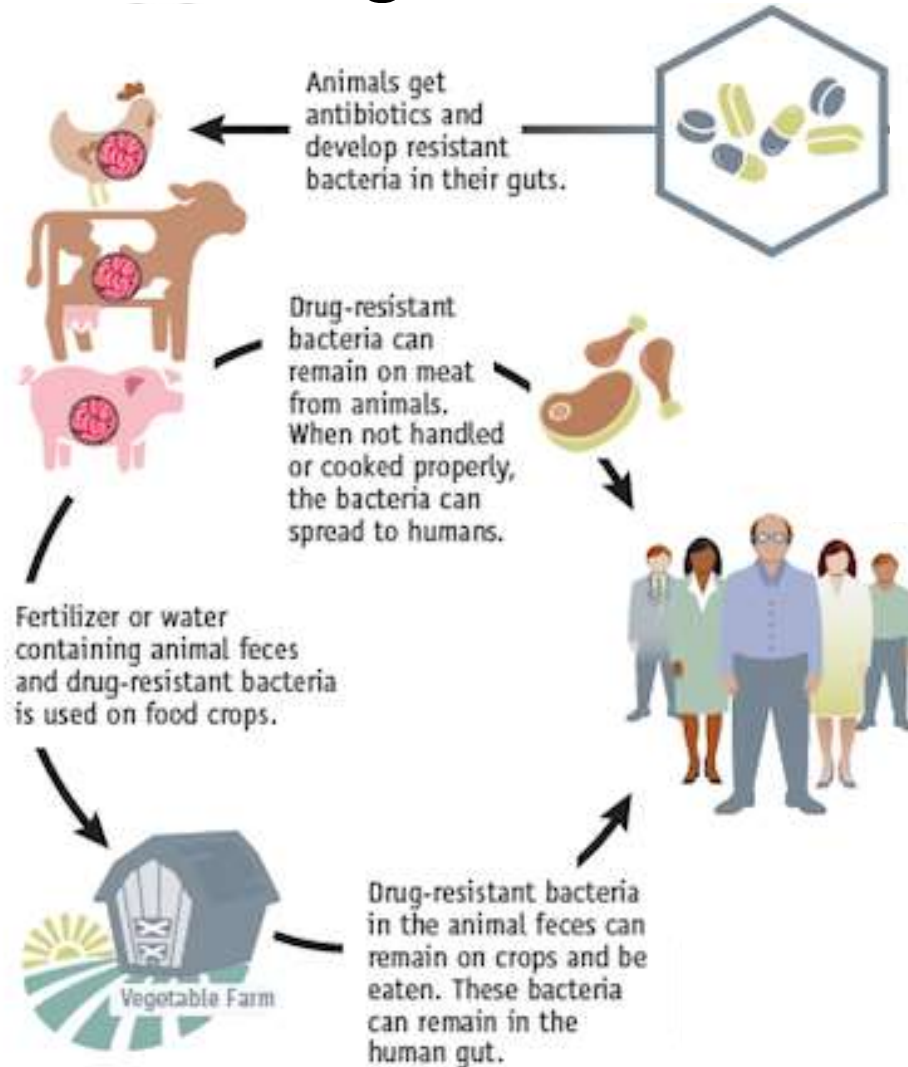 Animals get
antibiotics and
develop resistant
bacteria in their guts.
Drug-resistant
bacteria can
remain on meat
from animals.
When not handled
or cooked properly,
the bacteria can
spread to humans.
Fertilizer or water
containing animal feces
and drug-resistant bacteria
is used on food crops.
Vegetable Farm
Drug-resistant bacteria
in the animal feces can
remain on crops and be
eaten. These bacteria
can remain in the
human gut.